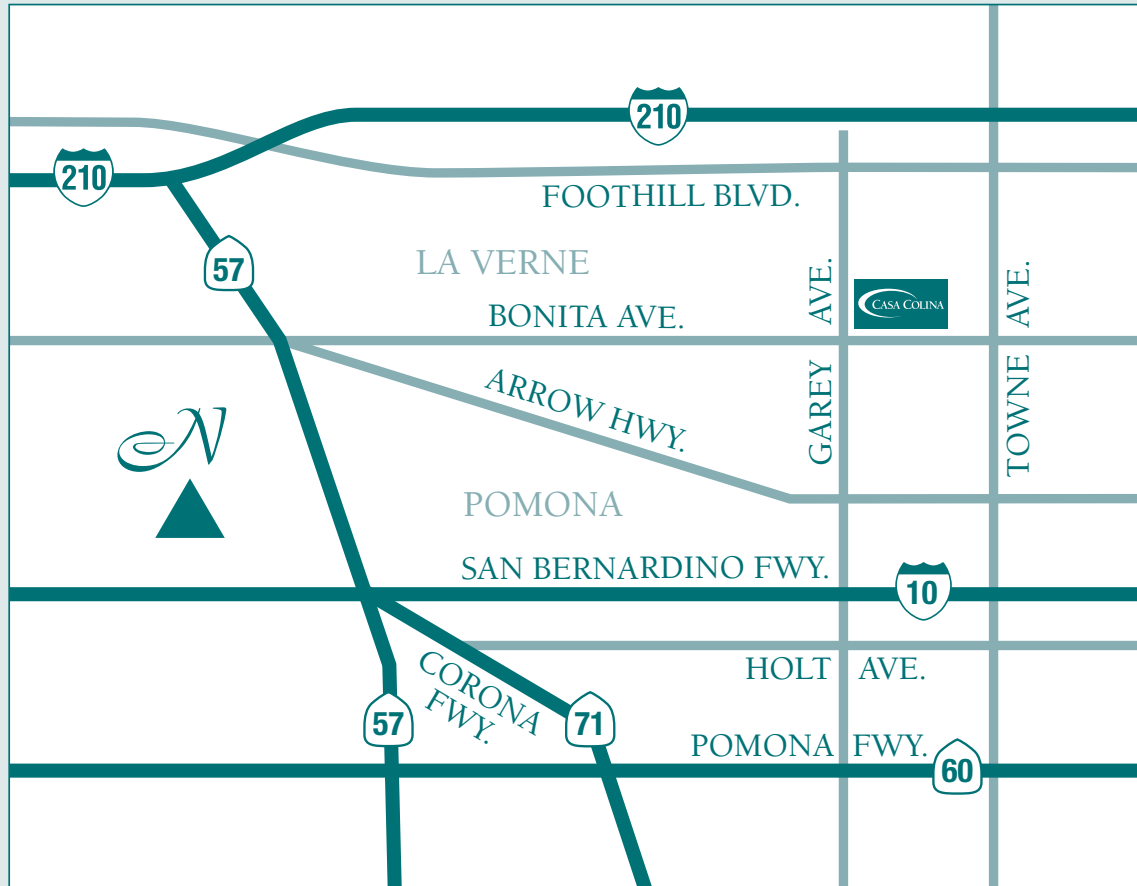 210
210
FOOTHILL BLVD.
57
LA VERNE
GAREY AVE.
CASA COLINA
TOWNE AVE.
BONITA AVE.
ARROW HWY.
N
POMONA
SAN BERNARDINO FWY.
10
HOLT AVE.
CORONA
FWY.
57
71
POMONA FWY.
60